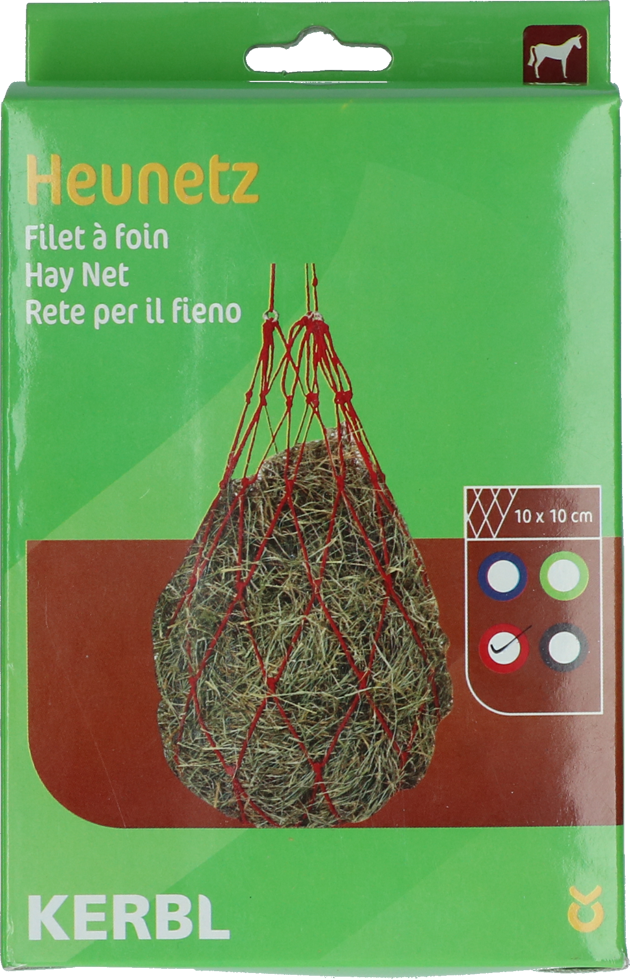 Heunetz
Filet à foin
Hay Net
Rete per il fieno
10 x 10 cm
KERBL